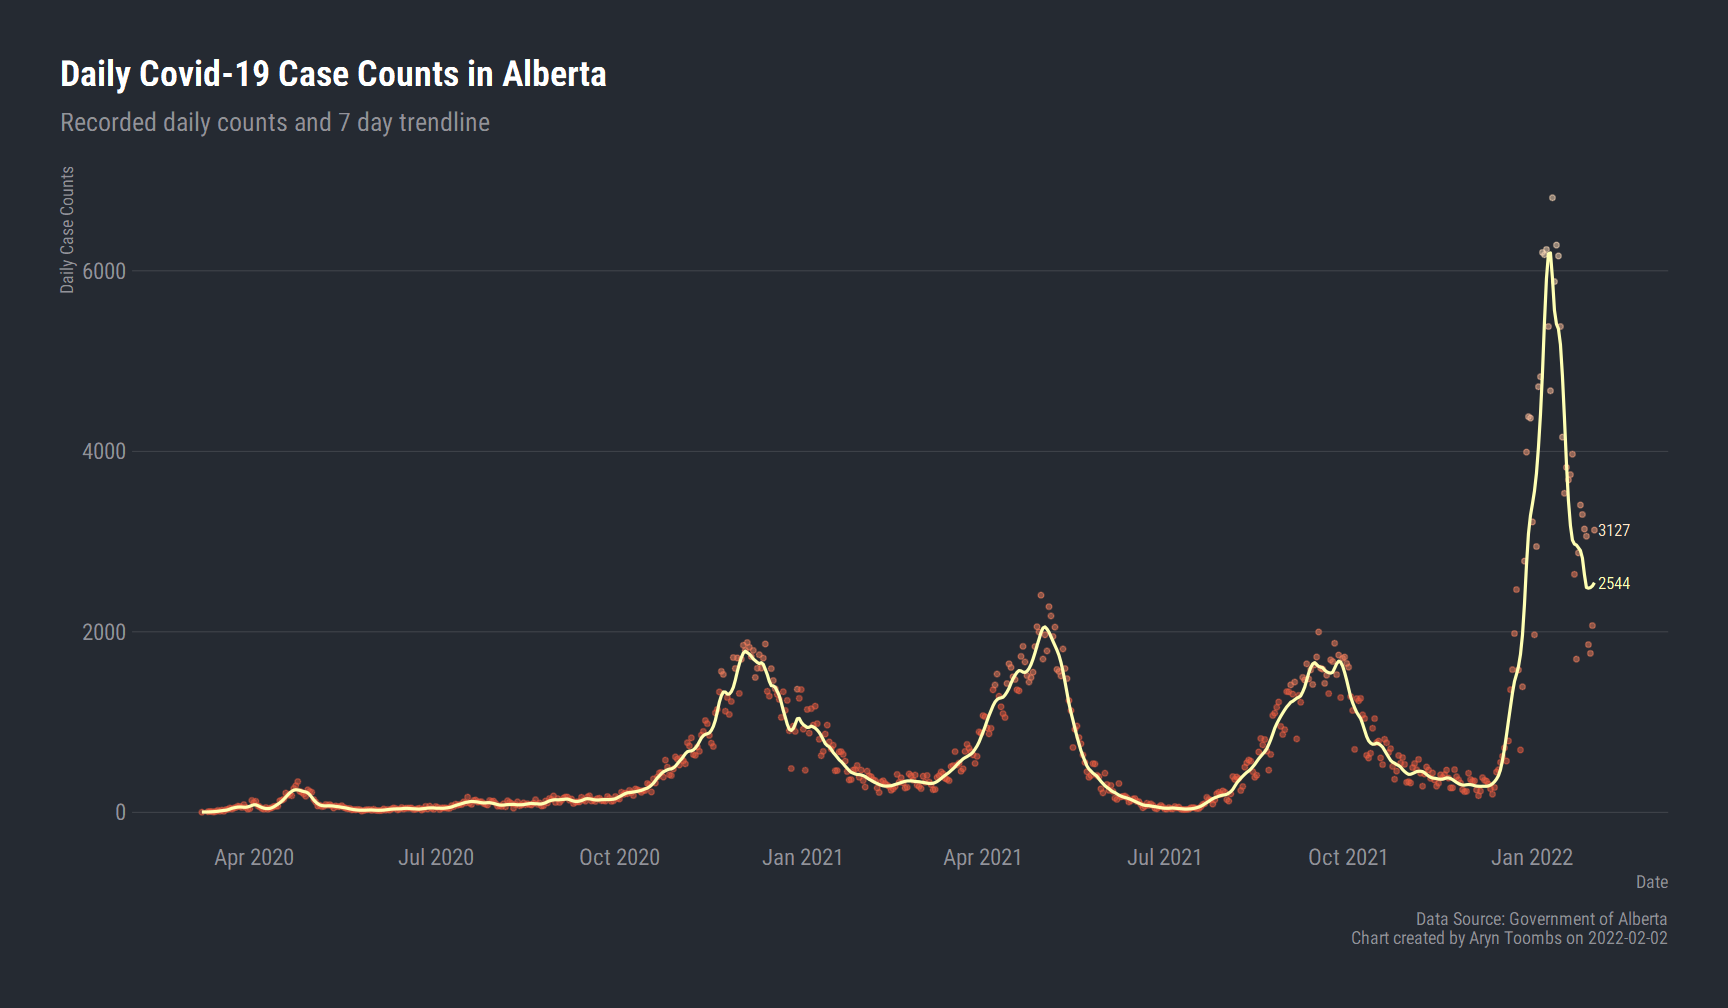 Daily Covid-19 Case Counts in Alberta
Recorded daily counts and 7 day trendline
Daily Case Counts
6000
4000
2000
0
3127
2544
Apr 2020 Jul 2020 Oct 2020 Jan 2021 Apr 2021 Jul 2021 Oct 2021 Jan 2022
Date
Data Source: Government of Alberta
Chart created by Aryn Toombs on 2022-02-02